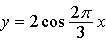 y = 2 cos 2π/3 x